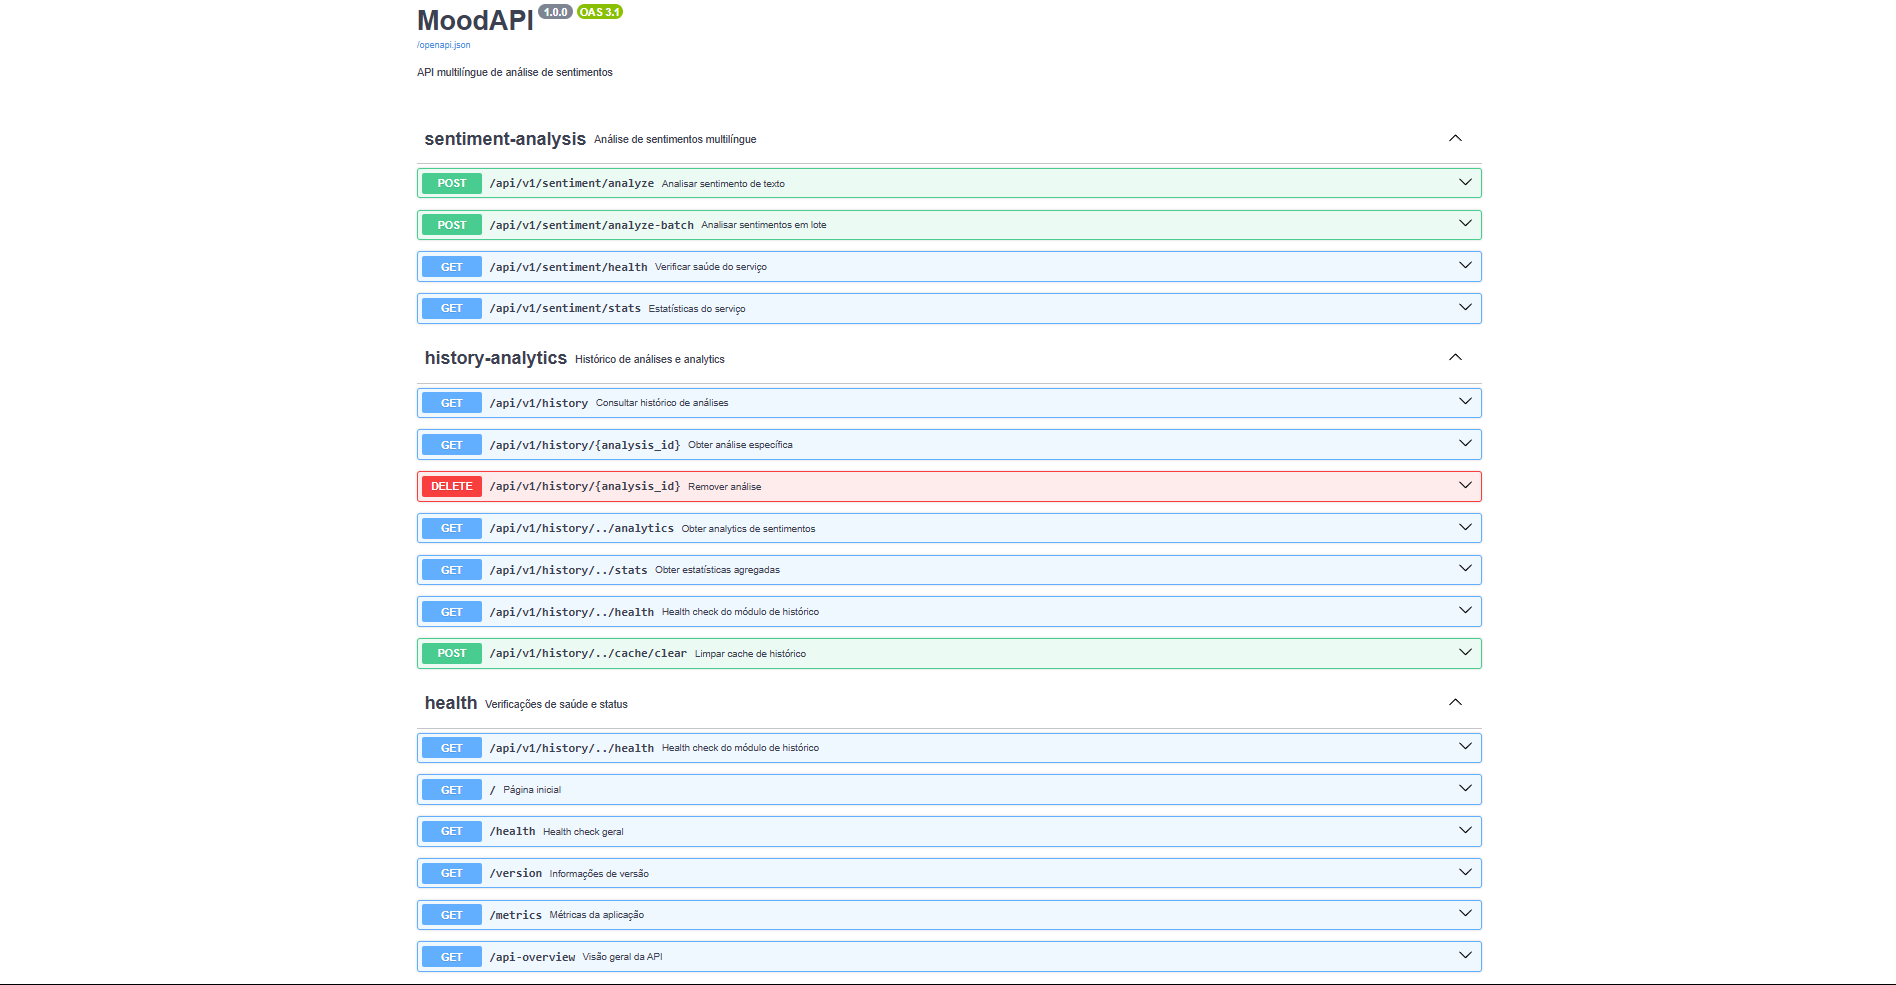 MoodAPI 1.0.0 OAS 3.1
/openapi.json
API multilíngue de análise de sentimentos
sentiment-analysis Análise de sentimentos multilíngue
POST /api/v1/sentiment/analyze Analisar sentimento de texto
POST /api/v1/sentiment/analyze-batch Analisar sentimentos em lote
GET /api/v1/sentiment/health Verificar saúde do serviço
GET /api/v1/sentiment/stats Estatísticas do serviço
history-analytics Histórico de análises e analytics
GET /api/v1/history Consultar histórico de análises
GET /api/v1/history/{analysis_id} Obter análise específica
DELETE /api/v1/history/{analysis_id} Remover análise
GET /api/v1/history/../analytics Obter analytics de sentimentos
GET /api/v1/history/../stats Obter estatísticas agregadas
GET /api/v1/history/../health Health check do módulo de histórico
POST /api/v1/history/../cache/clear Limpar cache de histórico
health Verificações de saúde e status
GET /api/v1/history/../health Health check do módulo de histórico
GET / Página inicial
GET /health Health check geral
GET /version Informações de versão
GET /metrics Métricas da aplicação
GET /api-overview Visão geral da API